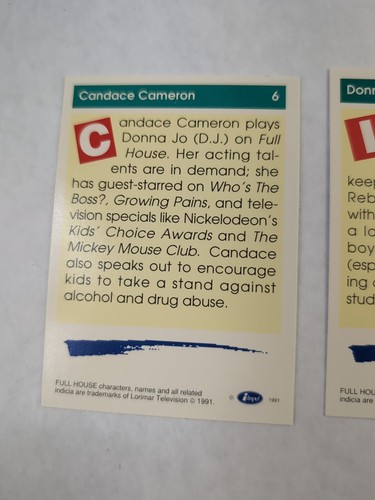 Candace Cameron 6
Candace Cameron plays
Donna Jo (D.J.) on Full
House. Her acting tal-
ents are in demand; she
has guest-starred on Who's The
Boss?, Growing Pains, and tele-
vision specials like Nickelodeon's
Kids' Choice Awards and The
Mickey Mouse Club. Candace
also speaks out to encourage
kids to take a stand against
alcohol and drug abuse.
FULL HOUSE characters, names and all related
indicia are trademarks of Lorimar Television © 1991.
© 1991
Donn
keep
Reb
with
a lo
boy
(esp
ing
stud
FULL HOU
indicia are